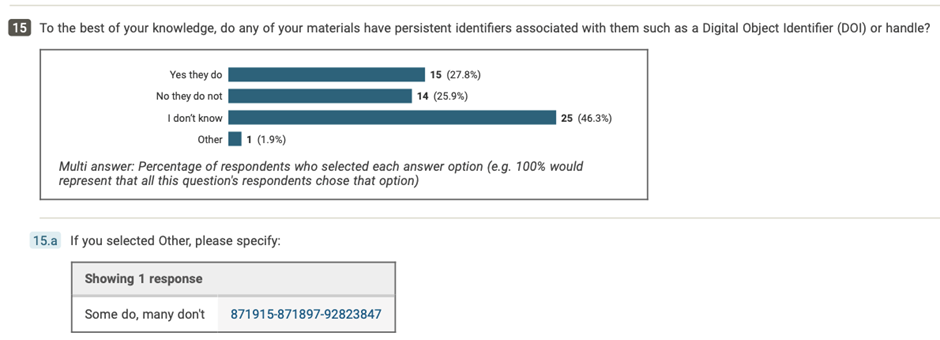 15 To the best of your knowledge, do any of your materials have persistent identifiers associated with them such as a Digital Object Identifier (DOI) or handle?
Yes they do 15 (27.8%)
No they do not 14 (25.9%)
I don't know 25 (46.3%)
Other 1 (1.9%)
Multi answer: Percentage of respondents who selected each answer option (e.g. 100% would
represent that all this question's respondents chose that option)
15.a If you selected Other, please specify:
Showing 1 response
Some do, many don't 871915-871897-92823847